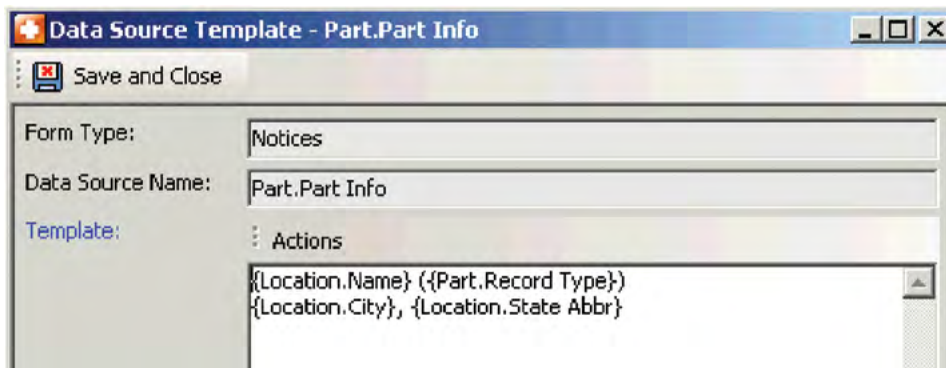 Data Source Template - Part.Part Info
Save and Close
Form Type: Notices
Data Source Name: Part.Part Info
Template: Actions
{Location.Name} ({Part.Record Type})
{Location.City}, {Location.State Abbr}